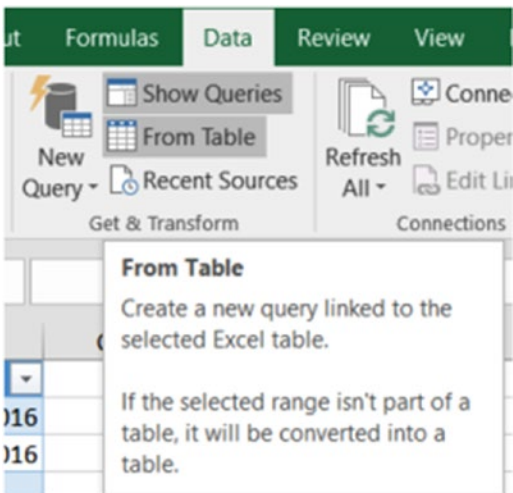 ut Formulas Data Review View
Show Queries
From Table
Recent Sources
New
Query
Get & Transform
Refresh
All
Conne
Proper
Edit Li
Connections
From Table
Create a new query linked to the
selected Excel table.
If the selected range isn't part of a
table, it will be converted into a
table.
016
016